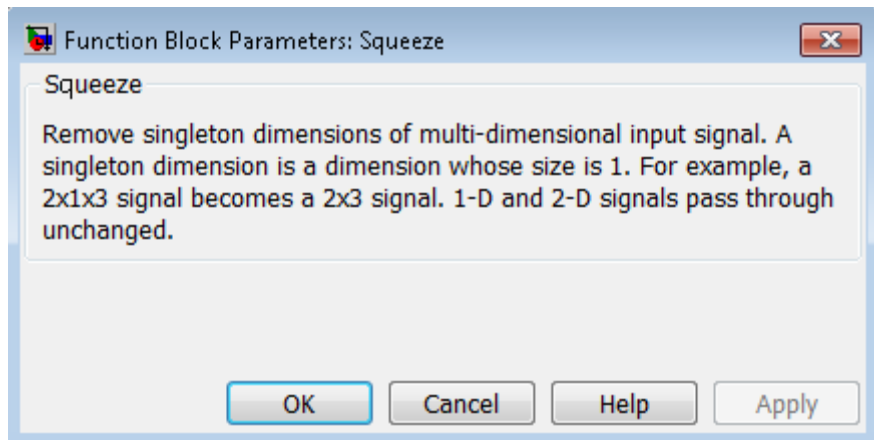 Function Block Parameters: Squeeze
Squeeze
Remove singleton dimensions of multi-dimensional input signal. A
singleton dimension is a dimension whose size is 1. For example, a
2x1x3 signal becomes a 2x3 signal. 1-D and 2-D signals pass through
unchanged.
OK Cancel Help Apply